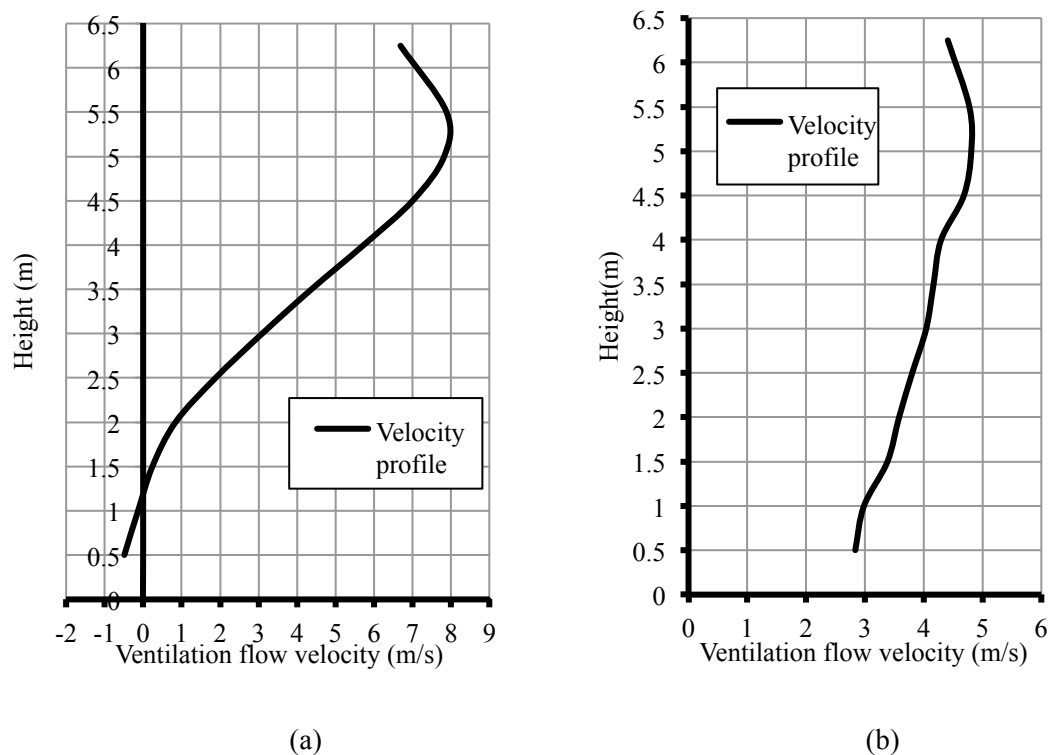 6.5
6
5.5
5
4.5
4
3.5
3
2.5
2
1.5
1
0.5
0
Height (m)
Velocity
profile
-2 -1 0 1 2 3 4 5 6 7 8 9
Ventilation flow velocity (m/s)
(a)
6.5
6
5.5
5
4.5
4
3.5
3
2.5
2
1.5
1
0.5
0
Height(m)
Velocity
profile
0 1 2 3 4 5 6
Ventilation flow velocity (m/s)
(b)